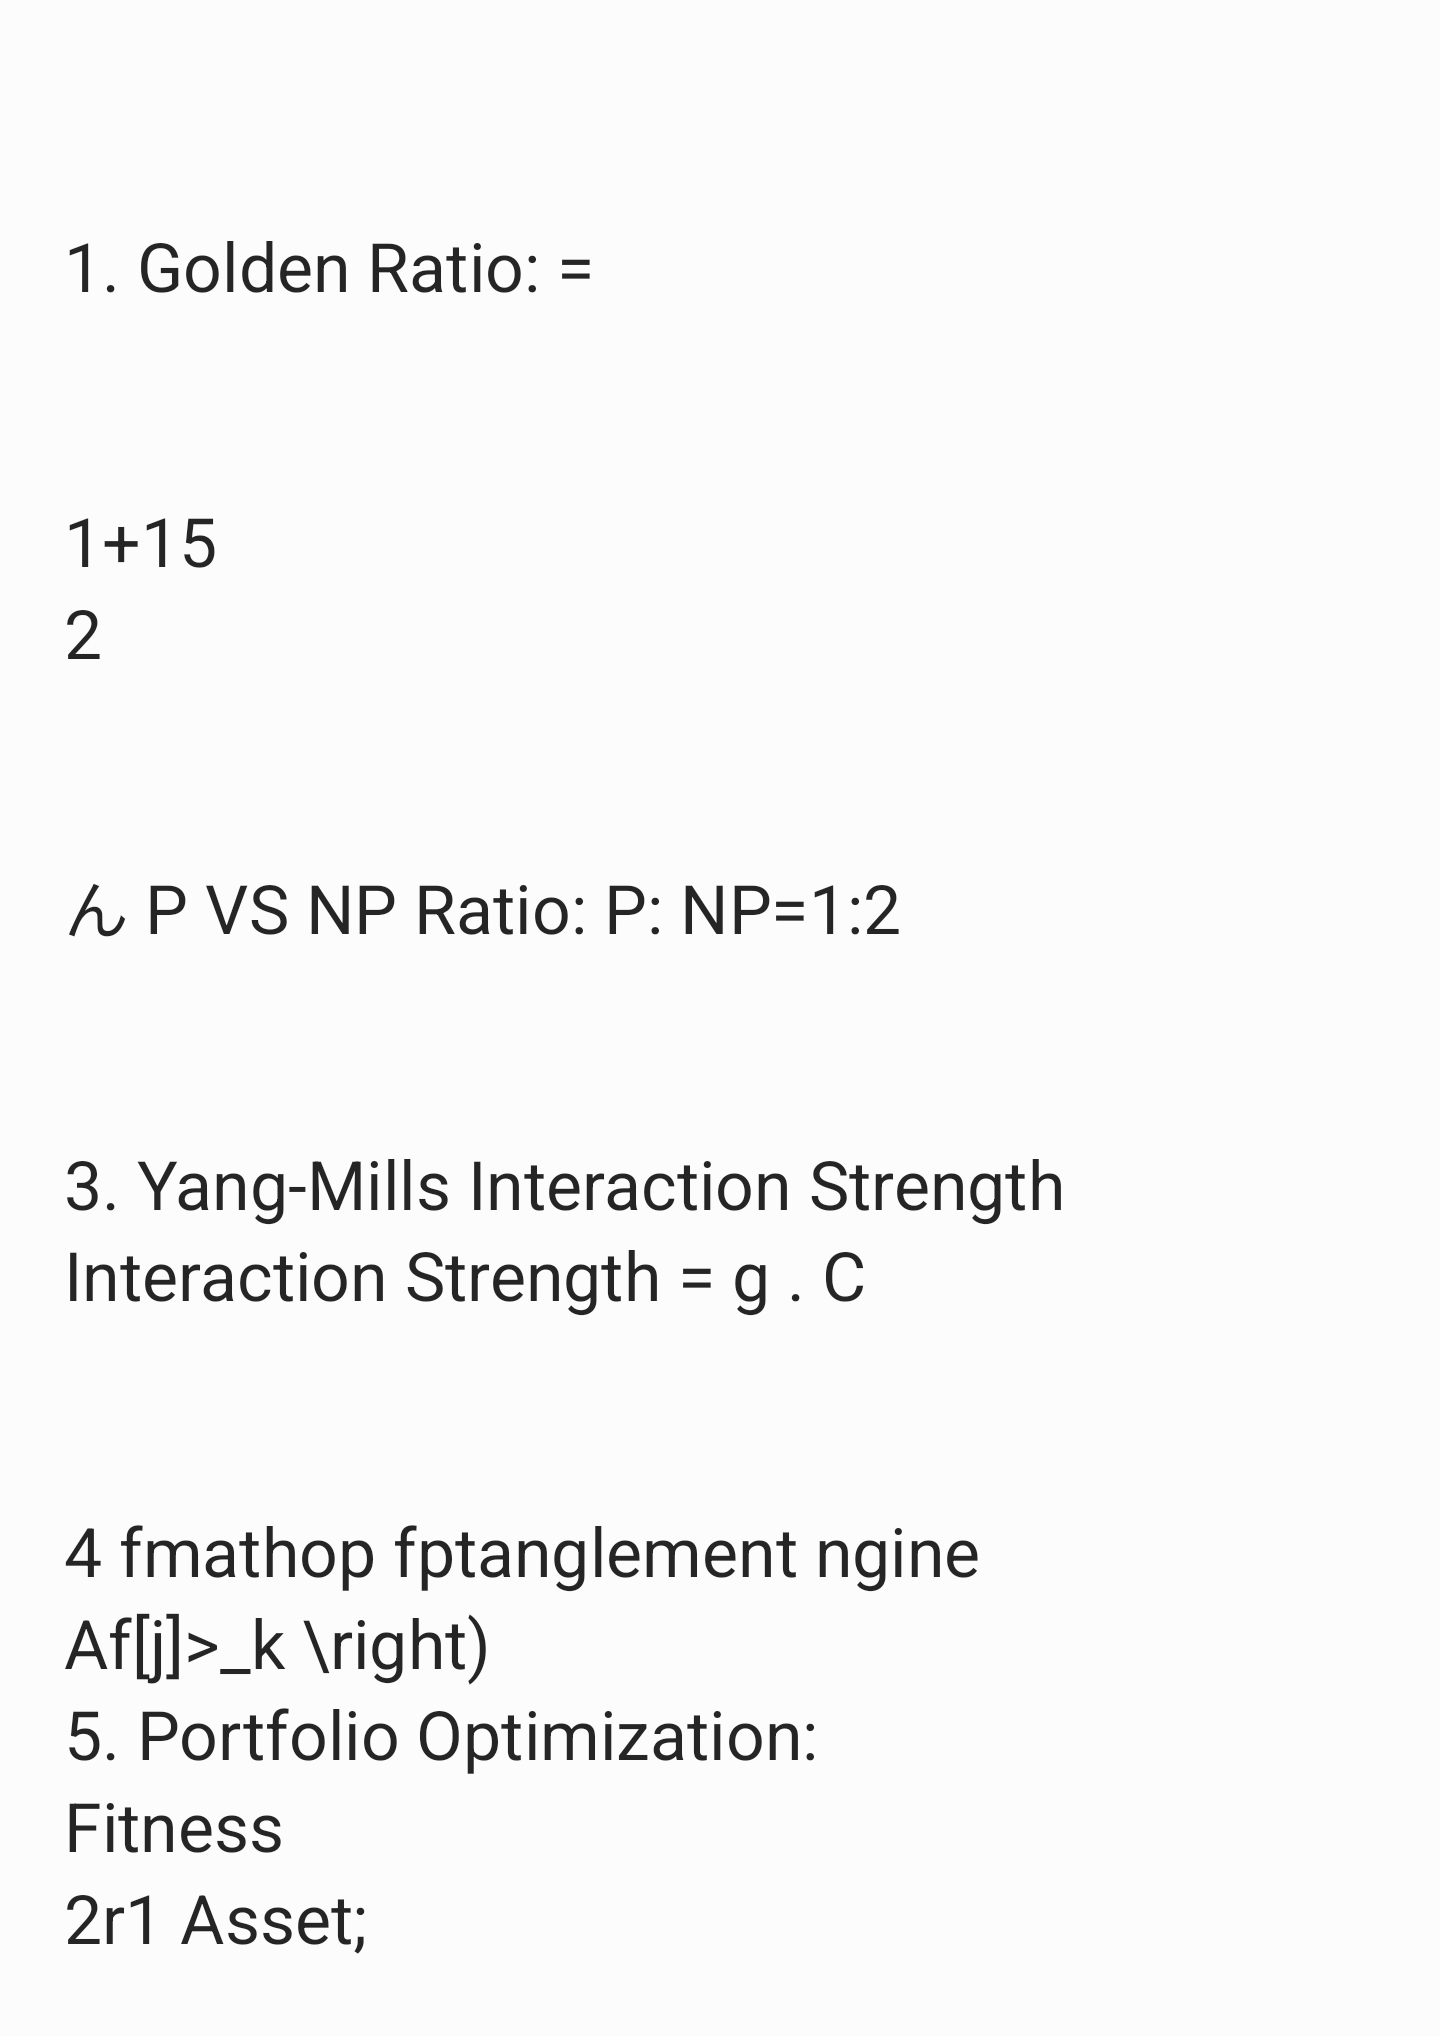 1. Golden Ratio: =
1+15
2
ん P VS NP Ratio: P: NP=1:2
3. Yang-Mills Interaction Strength
Interaction Strength = g . C
4 fmathop fptanglement ngine
Af[j]>_k \right)
5. Portfolio Optimization:
Fitness
2r1 Asset;